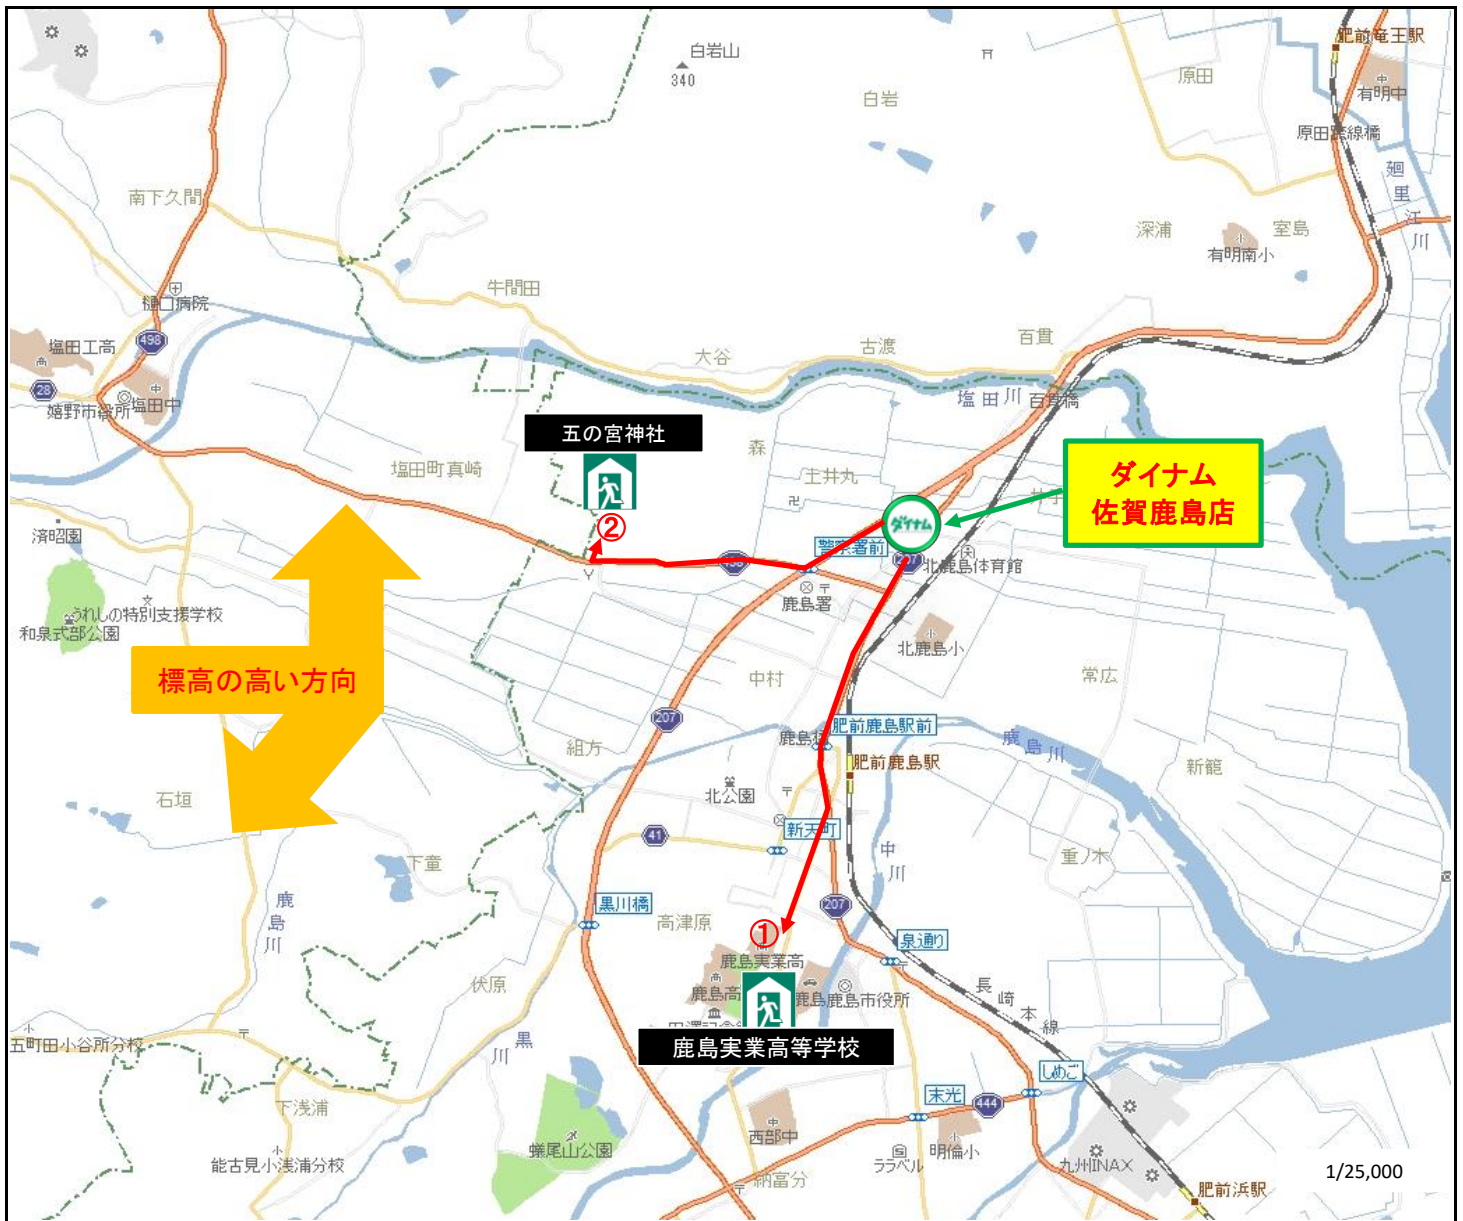 肥前竜王駅
白岩山
340
原田
有明中
白岩
原田跨線橋
廻里江川
南下久間
深浦
室島
有明南小
牛間田
樋口病院
498
塩田工高
大谷
古渡
百貫
28
塩田中
嬉野市役所
塩田川
百貫橋
五の宮神社
森
塩田町真崎
土井丸
ダイナム
佐賀鹿島店
ダイナム
②
済昭園
警察署前
498
207
北鹿島体育館
鹿島署
うれしの特別支援学校
和泉式部公園
北鹿島小
標高の高い方向
中村
常広
207
肥前鹿島駅前
鹿島川
組方
肥前鹿島駅
新籠
石垣
北公園
新天町
41
中川
重ノ木
下童
鹿島川
黒川橋
207
高津原
①
泉通り
鹿島実業高
伏原
鹿島高
鹿島市役所
長崎本線
五町田小谷所分校
黒川
鹿島実業高等学校
しめご
下浅浦
末光
444
西部中
蟻尾山公園
明倫小
能古見小浅浦分校
ララベル
九州INAX
納富分
1/25,000
肥前浜駅